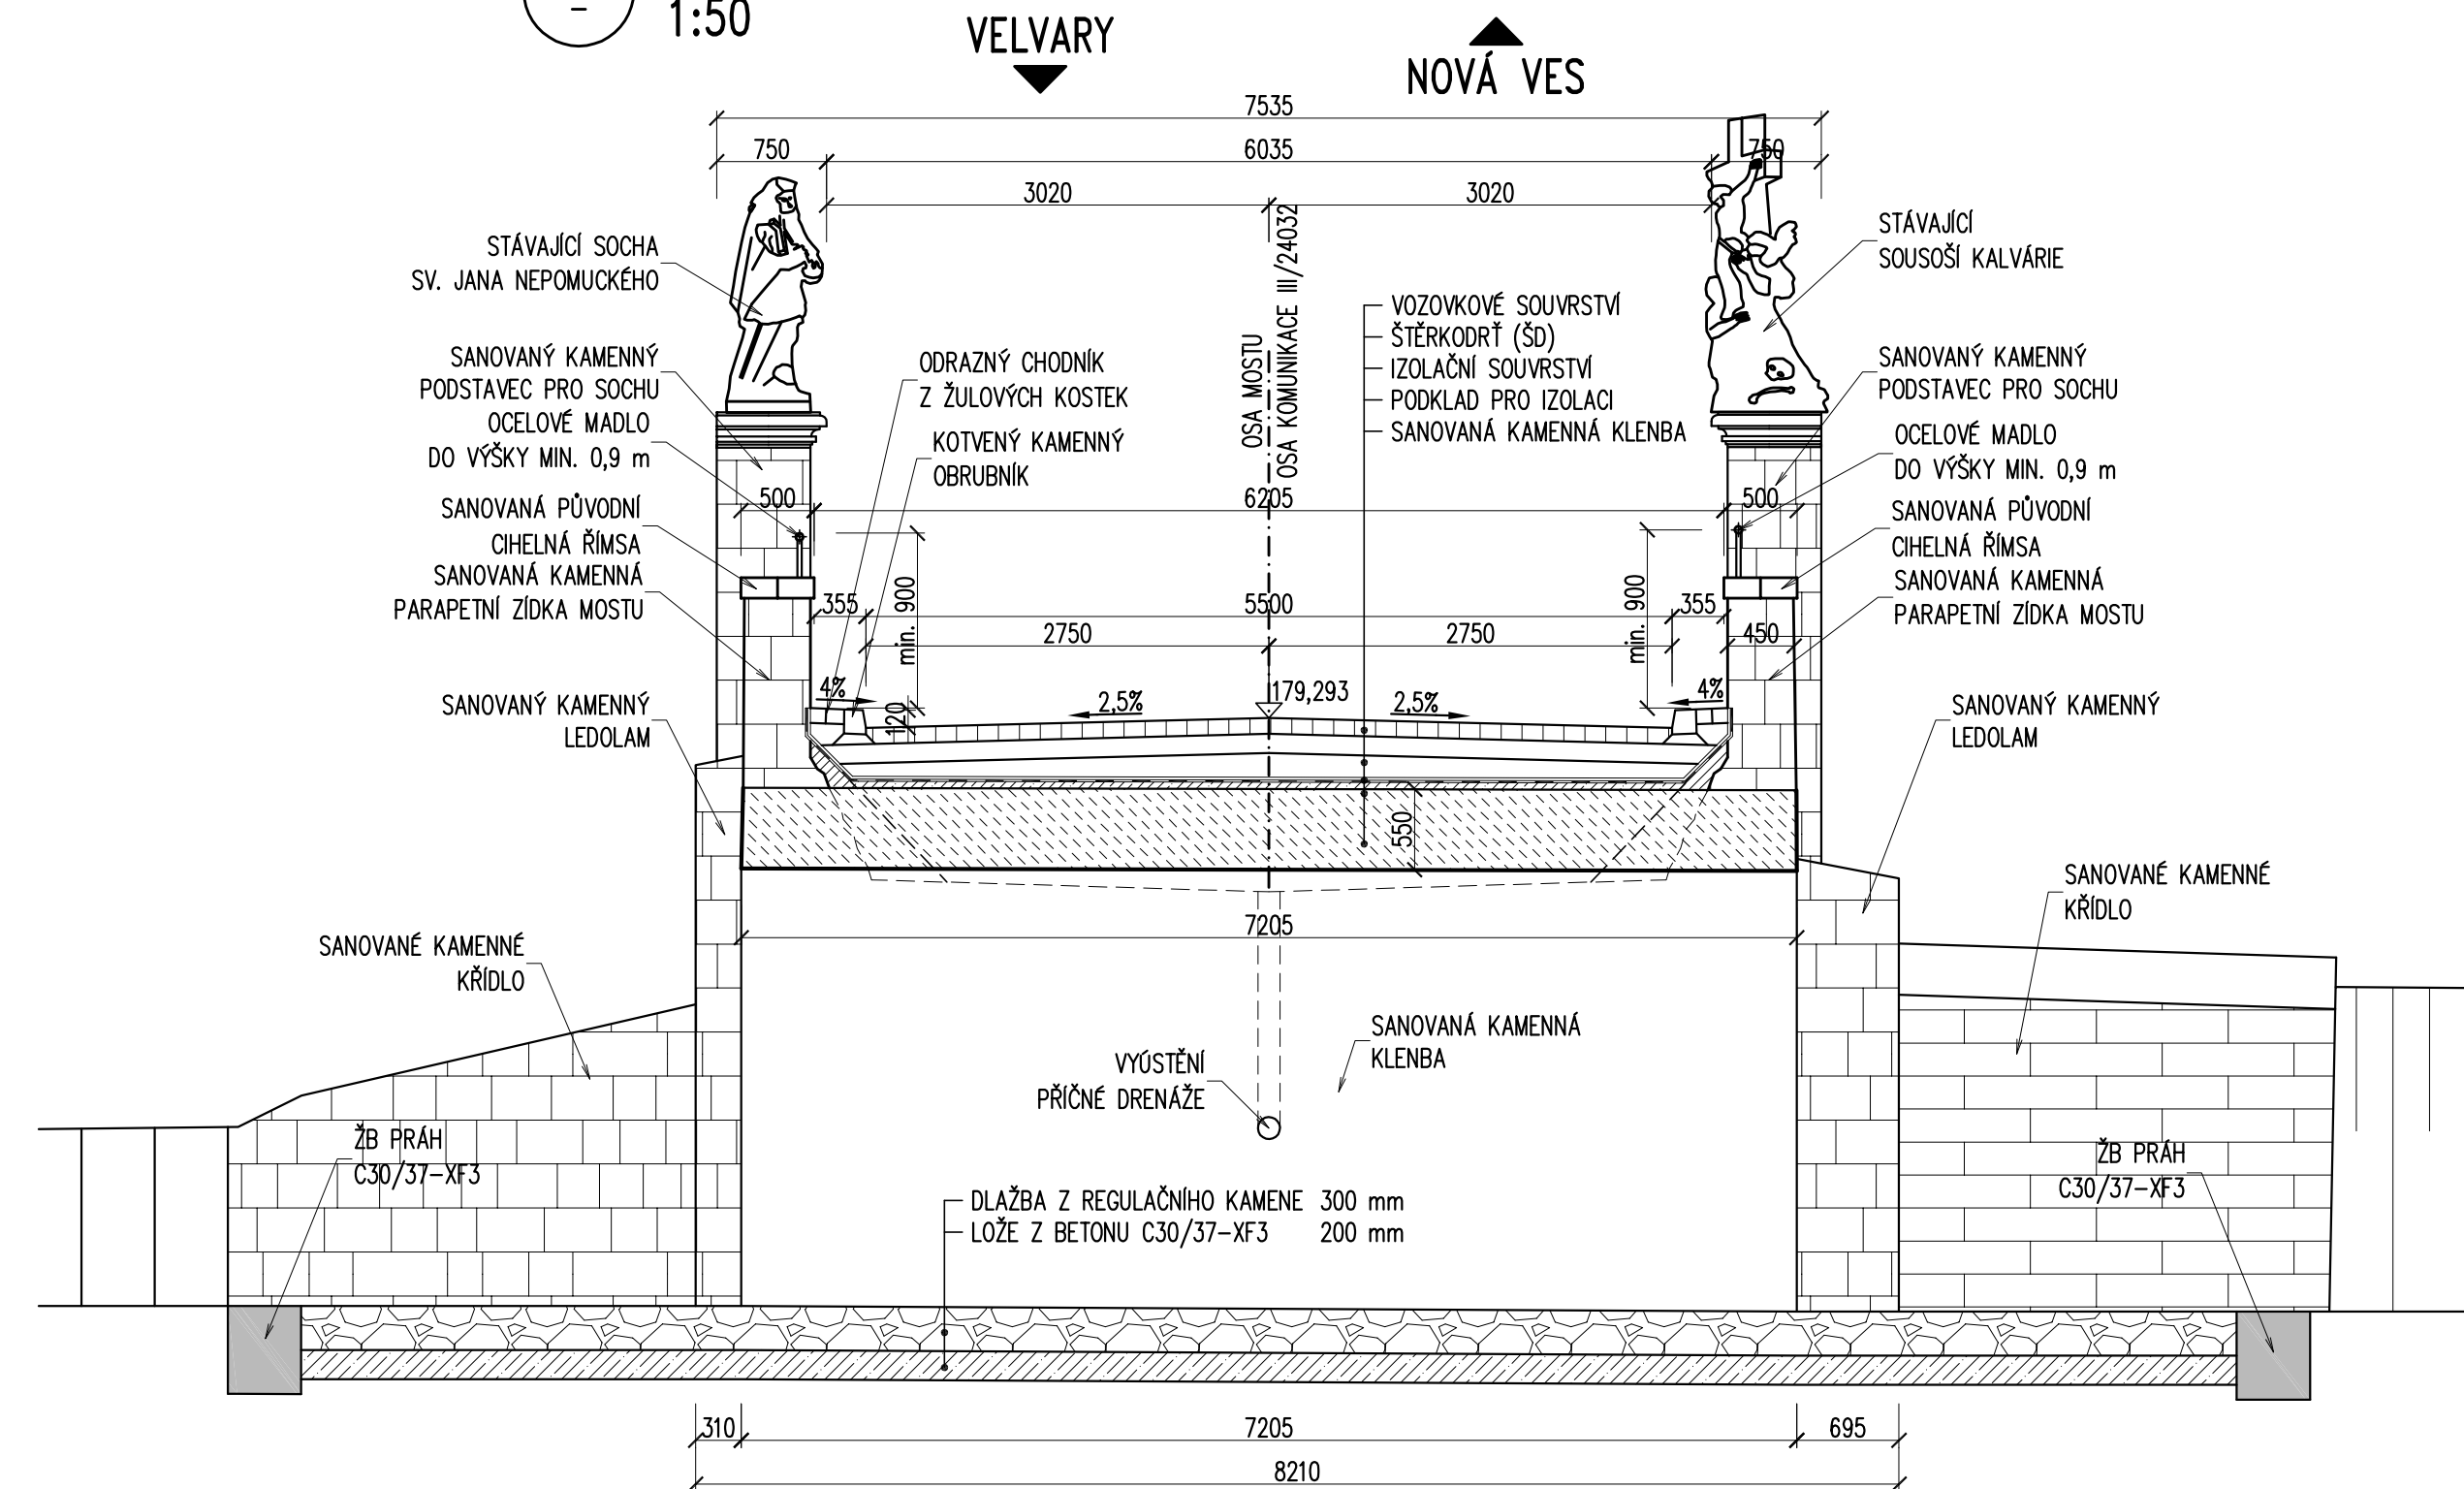 –
1:50
VELVARY
NOVÁ VES
7535
750
6035
750
3020
3020
STÁVAJÍCÍ SOCHA
SV. JANA NEPOMUCKÉHO
STÁVAJÍCÍ
SOUSOŠÍ KALVÁRIE
OSA MOSTU
OSA KOMUNIKACE III/24032
VOZOVKOVÉ SOUVRSTVÍ
ŠTĚRKODRŤ (ŠD)
IZOLAČNÍ SOUVRSTVÍ
PODKLAD PRO IZOLACI
SANOVANÁ KAMENNÁ KLENBA
SANOVANÝ KAMENNÝ
PODSTAVEC PRO SOCHU
ODRAZNÝ CHODNÍK
Z ŽULOVÝCH KOSTEK
SANOVANÝ KAMENNÝ
PODSTAVEC PRO SOCHU
OCELOVÉ MADLO
DO VÝŠKY MIN. 0,9 m
KOTVENÝ KAMENNÝ
OBRUBNÍK
OCELOVÉ MADLO
DO VÝŠKY MIN. 0,9 m
500
6205
500
SANOVANÁ PŮVODNÍ
CIHELNÁ ŘÍMSA
SANOVANÁ PŮVODNÍ
CIHELNÁ ŘÍMSA
SANOVANÁ KAMENNÁ
PARAPETNÍ ZÍDKA MOSTU
SANOVANÁ KAMENNÁ
PARAPETNÍ ZÍDKA MOSTU
355
min. 900
5500
min. 900
355
2750
2750
450
4%
120
2,5%
179,293
2,5%
4%
SANOVANÝ KAMENNÝ
LEDOLAM
SANOVANÝ KAMENNÝ
LEDOLAM
550
7205
SANOVANÉ KAMENNÉ
KŘÍDLO
SANOVANÉ KAMENNÉ
KŘÍDLO
SANOVANÁ KAMENNÁ
KLENBA
VYÚSTĚNÍ
PŘÍČNÉ DRENÁŽE
ŽB PRÁH
C30/37-XF3
ŽB PRÁH
C30/37-XF3
DLAŽBA Z REGULAČNÍHO KAMENE 300 mm
LOŽE Z BETONU C30/37-XF3 200 mm
310
7205
695
8210